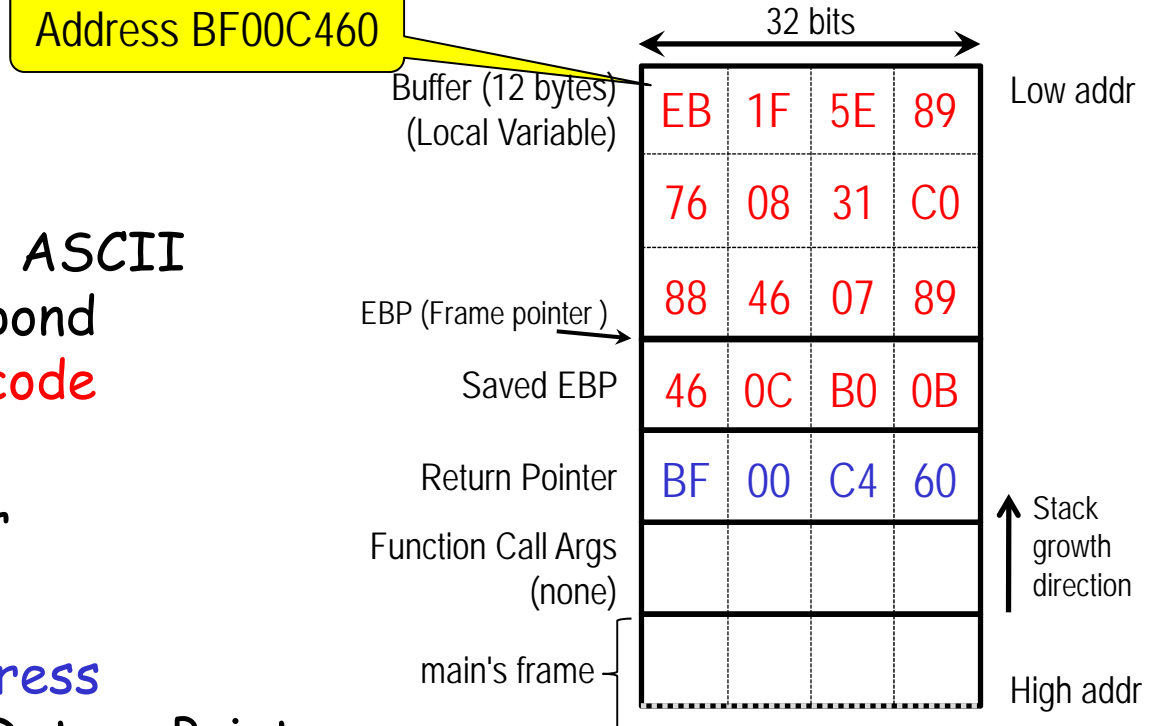 Address BF00C460
32 bits
Buffer (12 bytes)
(Local Variable)
Low addr
EB 1F 5E 89
76 08 31 C0
ASCII
code
88 46 07 89
EBP (Frame pointer )
Saved EBP
46 0C B0 0B
Return Pointer
BF 00 C4 60
Stack
growth
direction
Function Call Args
(none)
main's frame
High addr